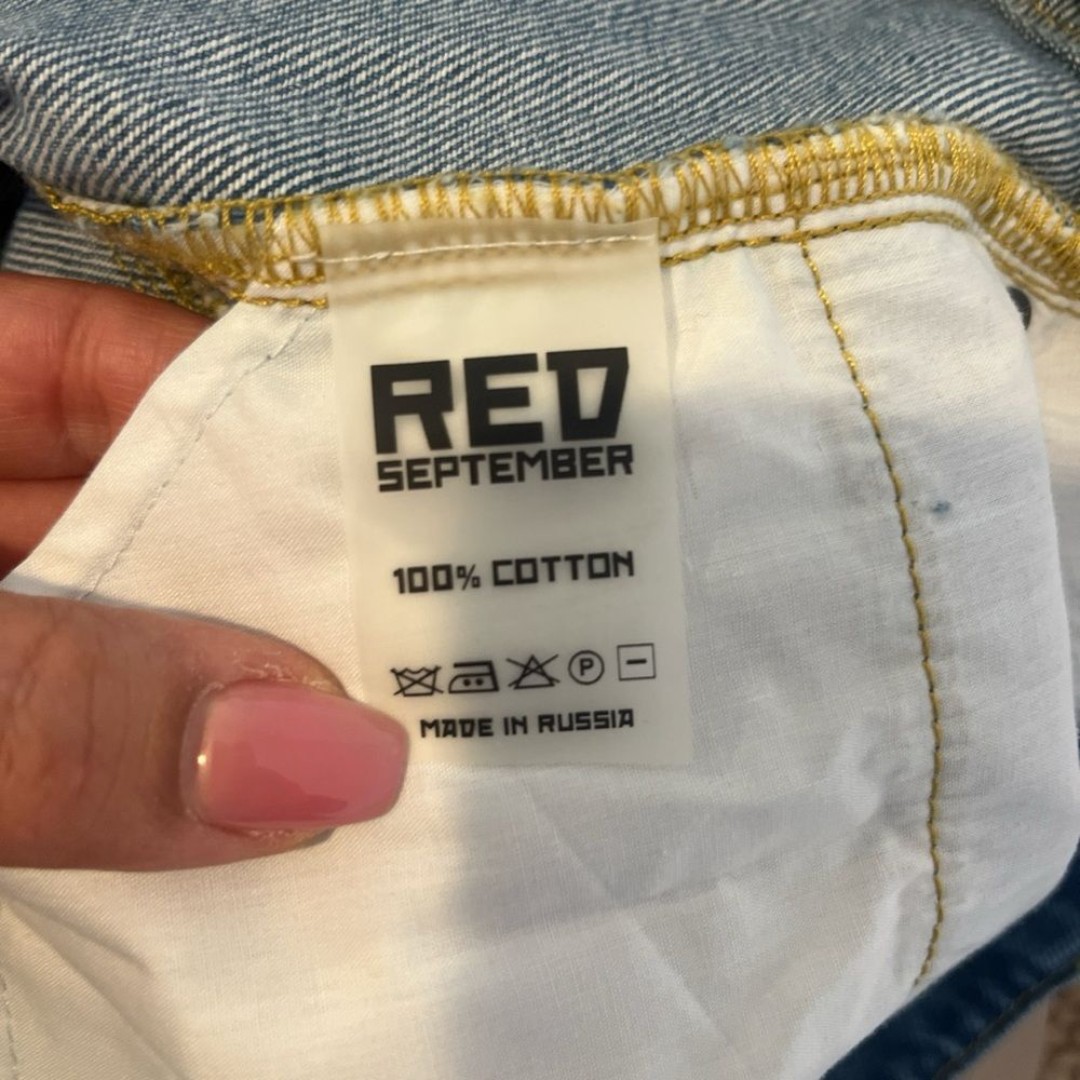 RED
SEPTEMBER
100% COTTON
P
MADE IN RUSSIA